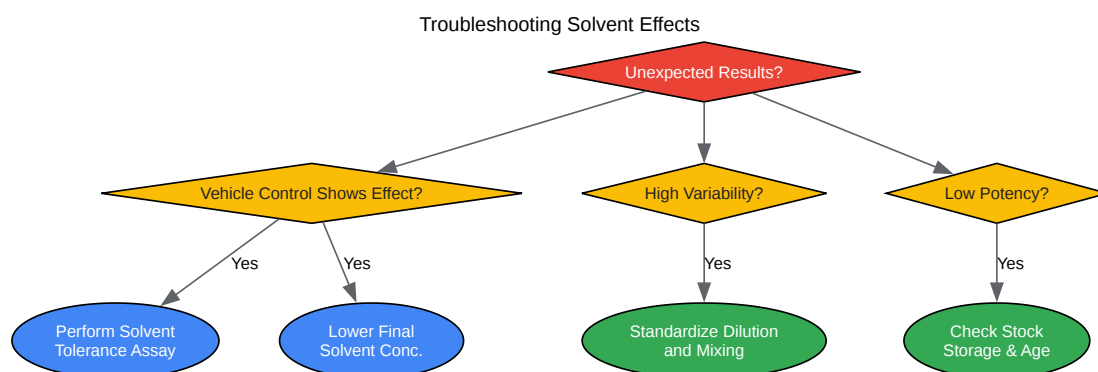 Troubleshooting Solvent Effects
Unexpected Results?
Vehicle Control Shows Effect?
High Variability?
Low Potency?
Yes
Yes
Yes
Yes
Perform Solvent
Tolerance Assay
Lower Final
Solvent Conc.
Standardize Dilution
and Mixing
Check Stock
Storage & Age